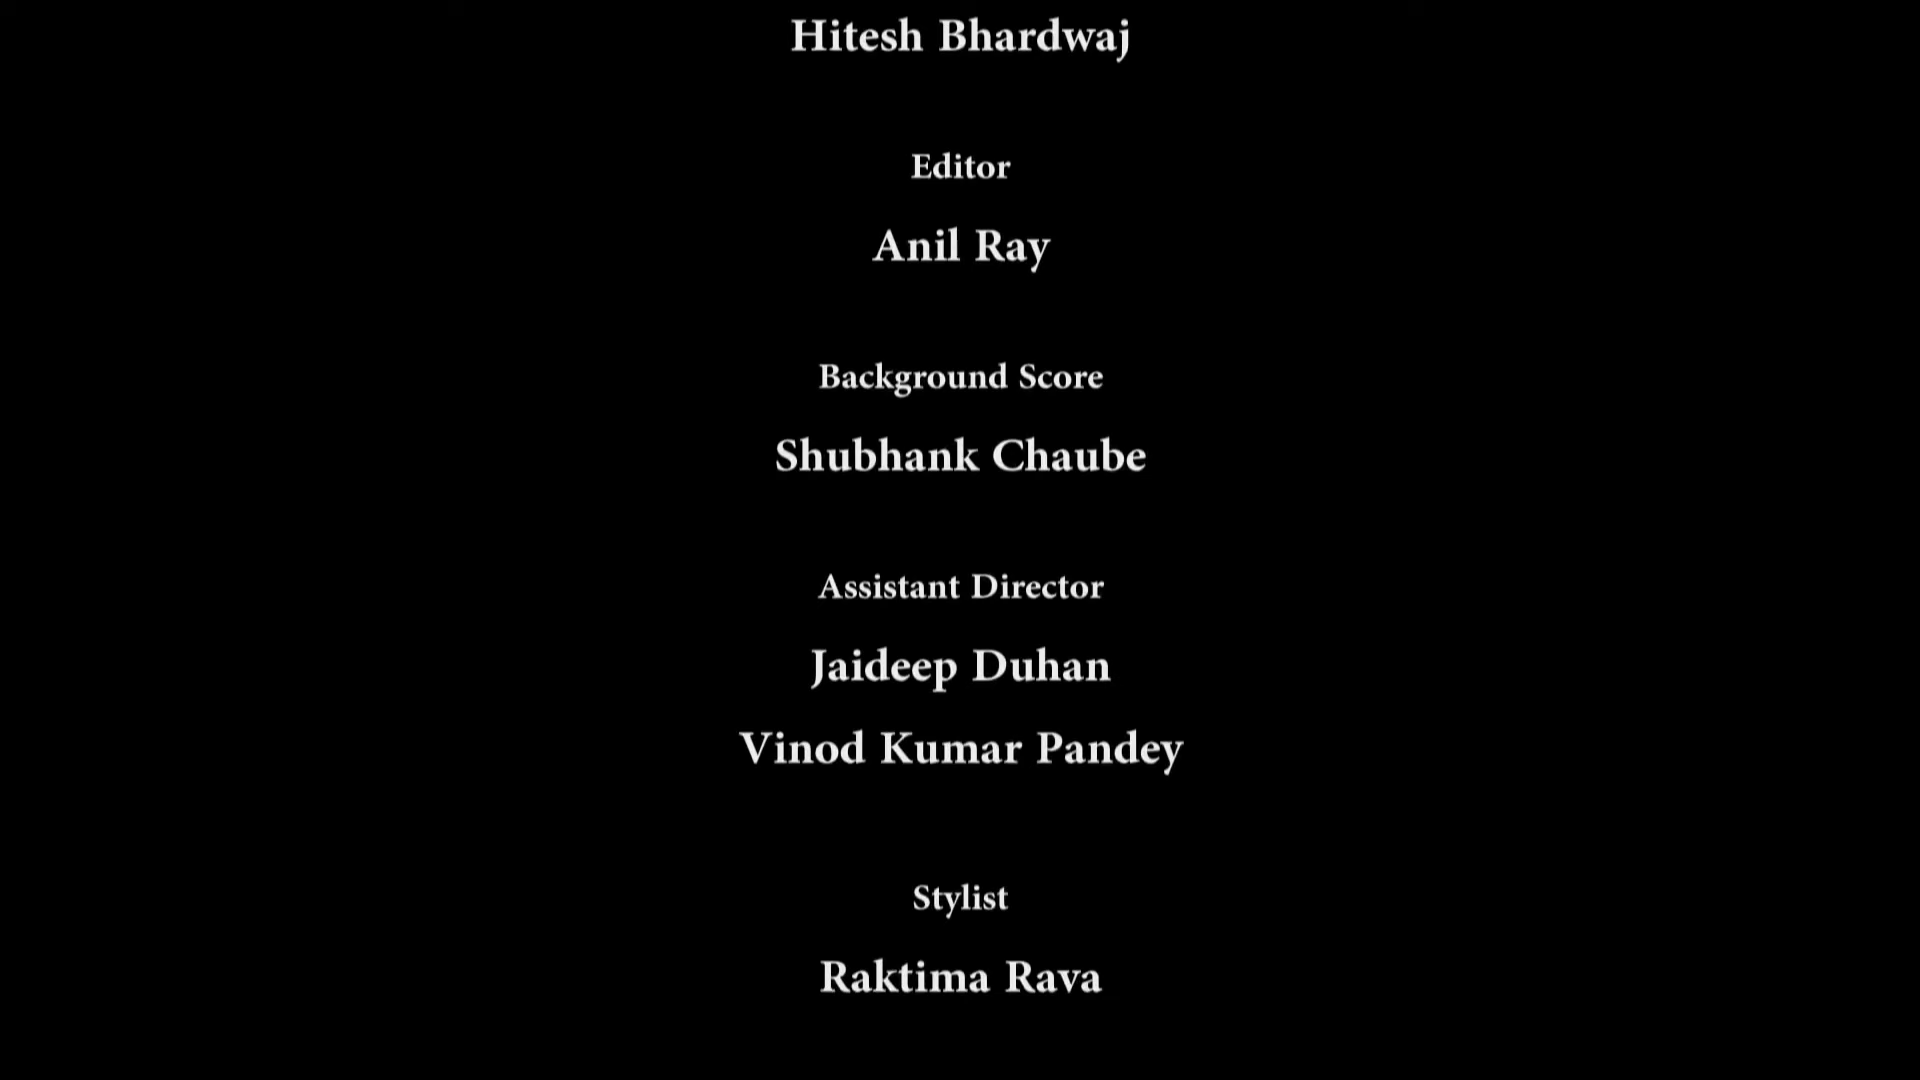 Hitesh Bhardwaj
Editor
Anil Ray
Background Score
Shubhank Chaube
Assistant Director
Jaideep Duhan
Vinod Kumar Pandey
Stylist
Raktima Rava